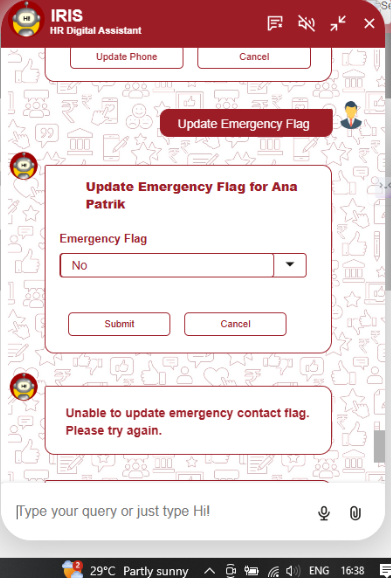 IRIS
HR Digital Assistant
Update Phone
Cancel
Update Emergency Flag
Update Emergency Flag for Ana
Patrik
Emergency Flag
No
Submit
Cancel
Unable to update emergency contact flag.
Please try again.
Type your query or just type Hi!
2
29°C Partly sunny
ENG
16:38